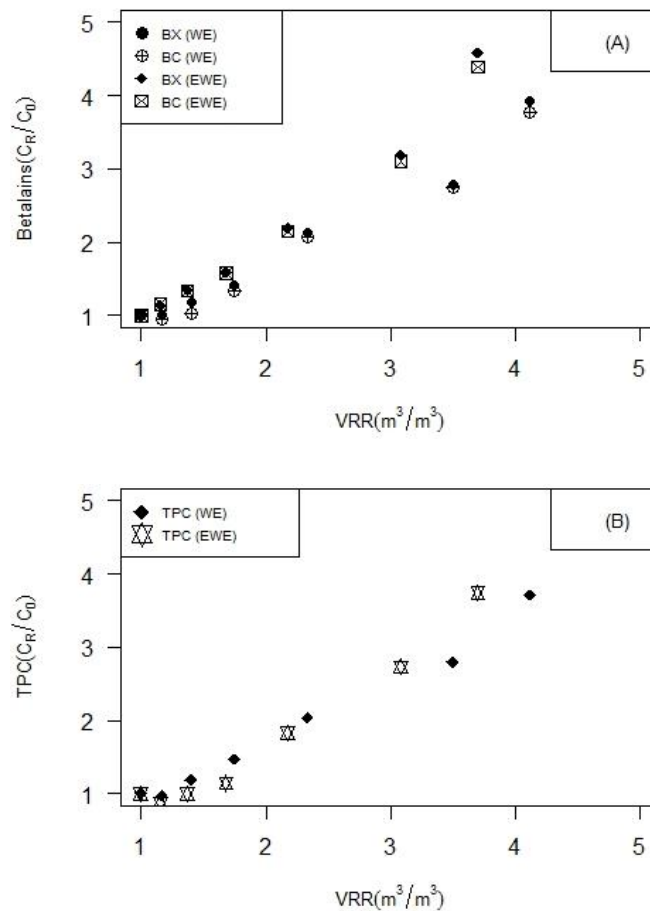 5
4
3
2
1
Betalains(C_R/C_0)
BX (WE)
BC (WE)
BX (EWE)
BC (EWE)
(A)
1 2 3 4 5
VRR(m³/m³)
5
4
3
2
1
TPC(C_R/C_0)
TPC (WE)
TPC (EWE)
(B)
1 2 3 4 5
VRR(m³/m³)